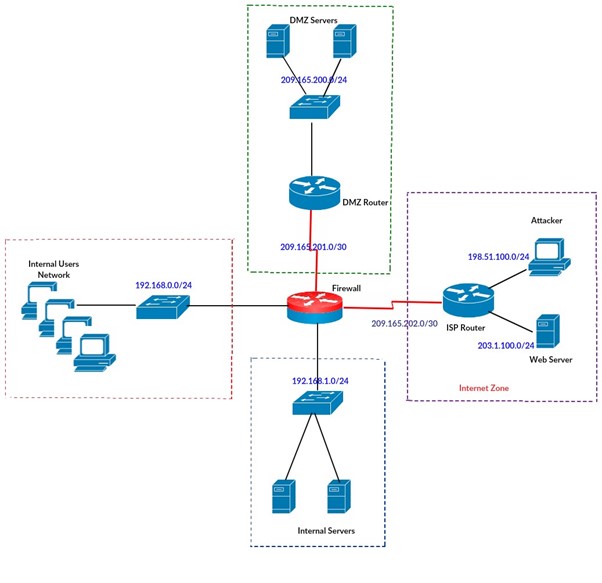 DMZ Servers
209.165.200.0/24
DMZ Router
209.165.201.0/30
Attacker
198.51.100.0/24
Internal Users
Network
192.168.0.0/24
Firewall
209.165.202.0/30
ISP Router
203.1.100.0/24
Web Server
Internet Zone
192.168.1.0/24
Internal Servers